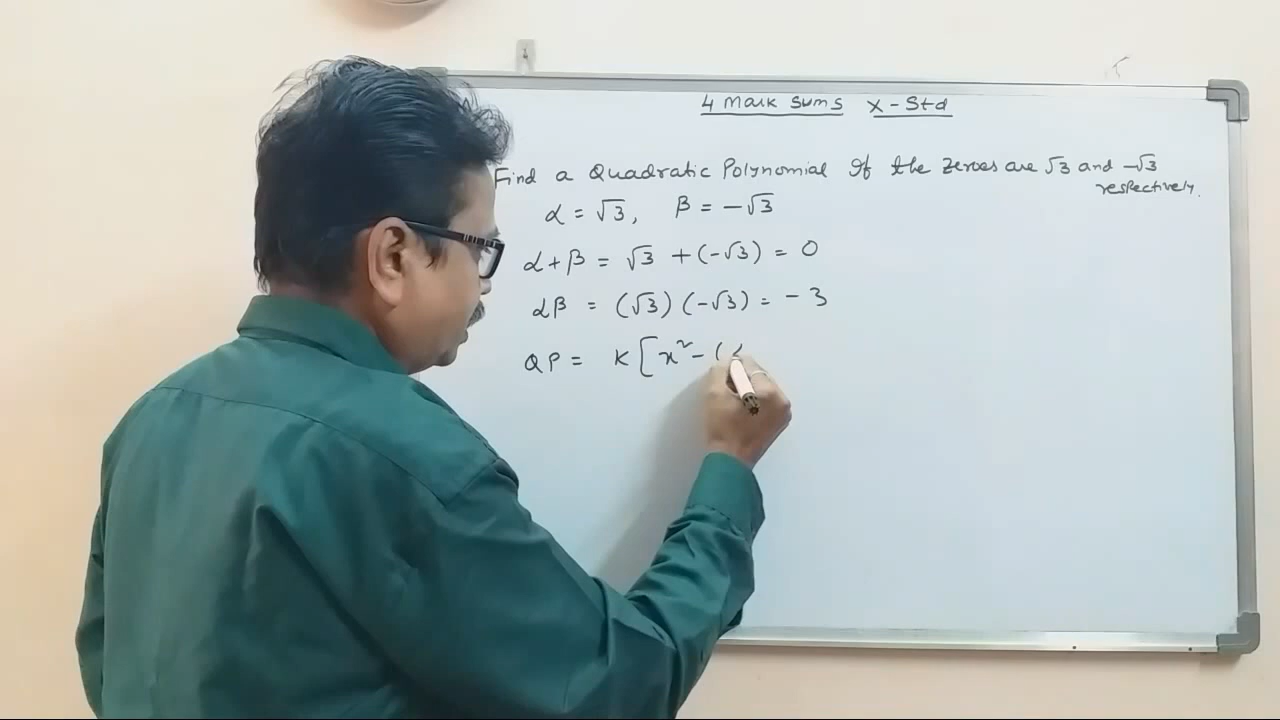 4 Mark Sums X - Std
Find a Quadratic Polynomial If the zeroes are √3 and -√3
respectively.
α = √3, β = -√3
α + β = √3 + (-√3) = 0
αβ = (√3) (-√3) = - 3
QP = K [ x² - (